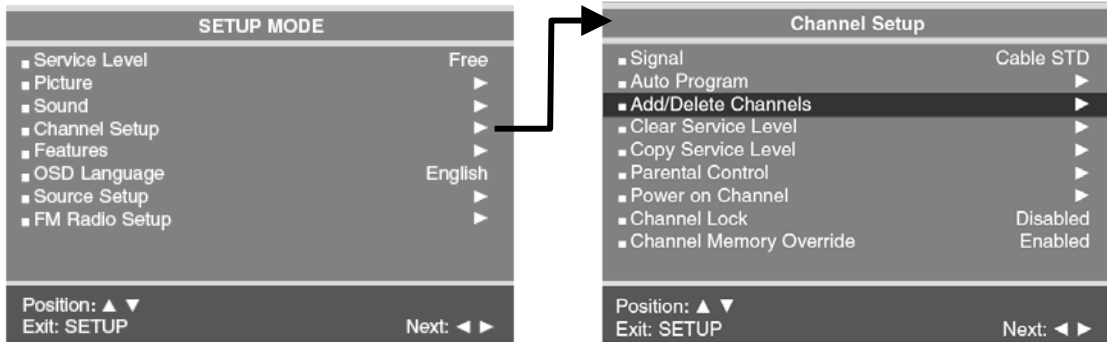 SETUP MODE
Service Level Free
Picture ►
Sound ►
Channel Setup ►
Features ►
OSD Language English
Source Setup ►
FM Radio Setup ►
Position: ▲ ▼
Exit: SETUP Next: ◄ ►
Channel Setup
Signal Cable STD
Auto Program ►
Add/Delete Channels ►
Clear Service Level ►
Copy Service Level ►
Parental Control ►
Power on Channel ►
Channel Lock Disabled
Channel Memory Override Enabled
Position: ▲ ▼
Exit: SETUP Next: ◄ ►